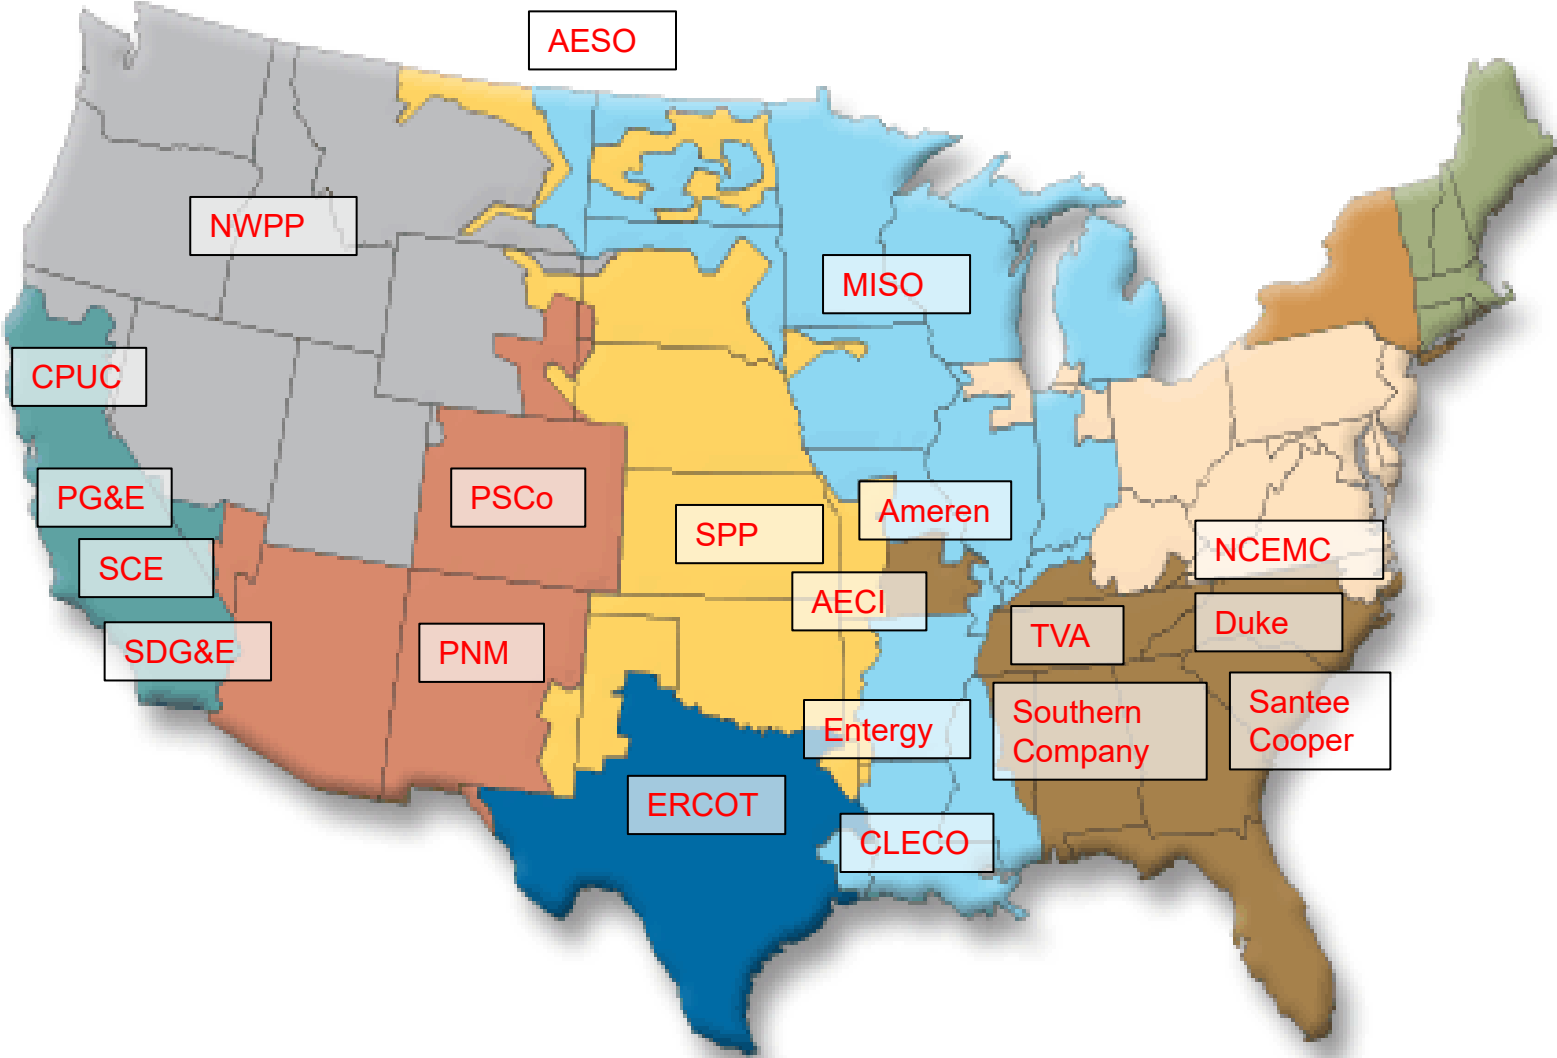 AESO
NWPP
MISO
CPUC
PG&E
PSCo
Ameren
SPP
NCEMC
SCE
AECI
Duke
TVA
SDG&E
PNM
Southern
Company
Santee
Cooper
Entergy
ERCOT
CLECO